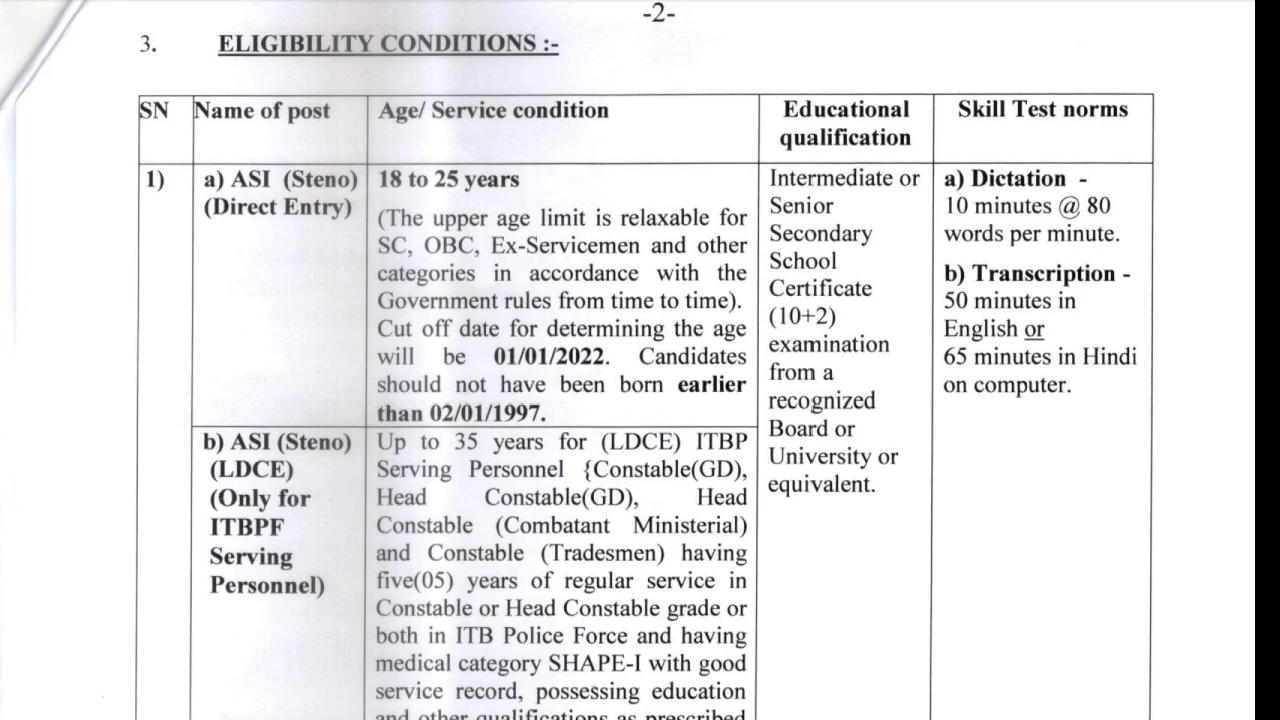 -2-
3. ELIGIBILITY CONDITIONS :-
SN
Name of post
Age/ Service condition
Educational
qualification
Skill Test norms
1)
a) ASI (Steno)
(Direct Entry)
18 to 25 years
(The upper age limit is relaxable for
SC, OBC, Ex-Servicemen and other
categories in accordance with the
Government rules from time to time).
Cut off date for determining the age
will be 01/01/2022. Candidates
should not have been born earlier
than 02/01/1997.
Intermediate or
Senior
Secondary
School
Certificate
(10+2)
examination
from a
recognized
Board or
University or
equivalent.
a) Dictation -
10 minutes @ 80
words per minute.
b) Transcription -
50 minutes in
English or
65 minutes in Hindi
on computer.
b) ASI (Steno)
(LDCE)
(Only for
ITBPF
Serving
Personnel)
Up to 35 years for (LDCE) ITBP
Serving Personnel {Constable(GD),
Head Constable(GD), Head
Constable (Combatant Ministerial)
and Constable (Tradesmen) having
five(05) years of regular service in
Constable or Head Constable grade or
both in ITB Police Force and having
medical category SHAPE-I with good
service record, possessing education
and other qualifications as prescribed